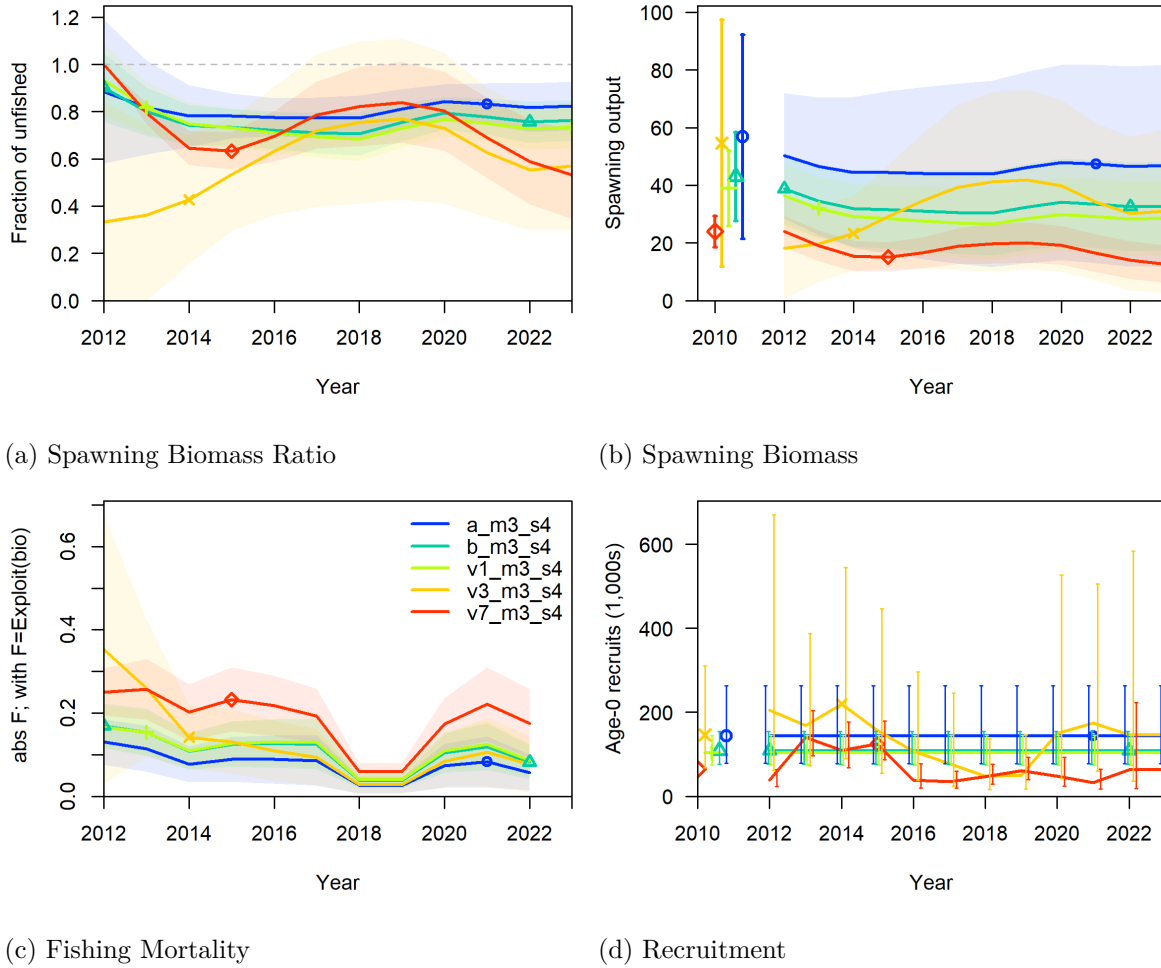 Fraction of unfished
1.2
1.0
0.8
0.6
0.4
0.2
0.0
2012 2014 2016 2018 2020 2022
Year
(a) Spawning Biomass Ratio
Spawning output
100
80
60
40
20
0
2010 2012 2014 2016 2018 2020 2022
Year
(b) Spawning Biomass
abs F; with F=Exploit(bio)
0.6
0.4
0.2
0.0
a_m3_s4
b_m3_s4
v1_m3_s4
v3_m3_s4
v7_m3_s4
2012 2014 2016 2018 2020 2022
Year
(c) Fishing Mortality
Age-0 recruits (1,000s)
600
400
200
0
2010 2012 2014 2016 2018 2020 2022
Year
(d) Recruitment